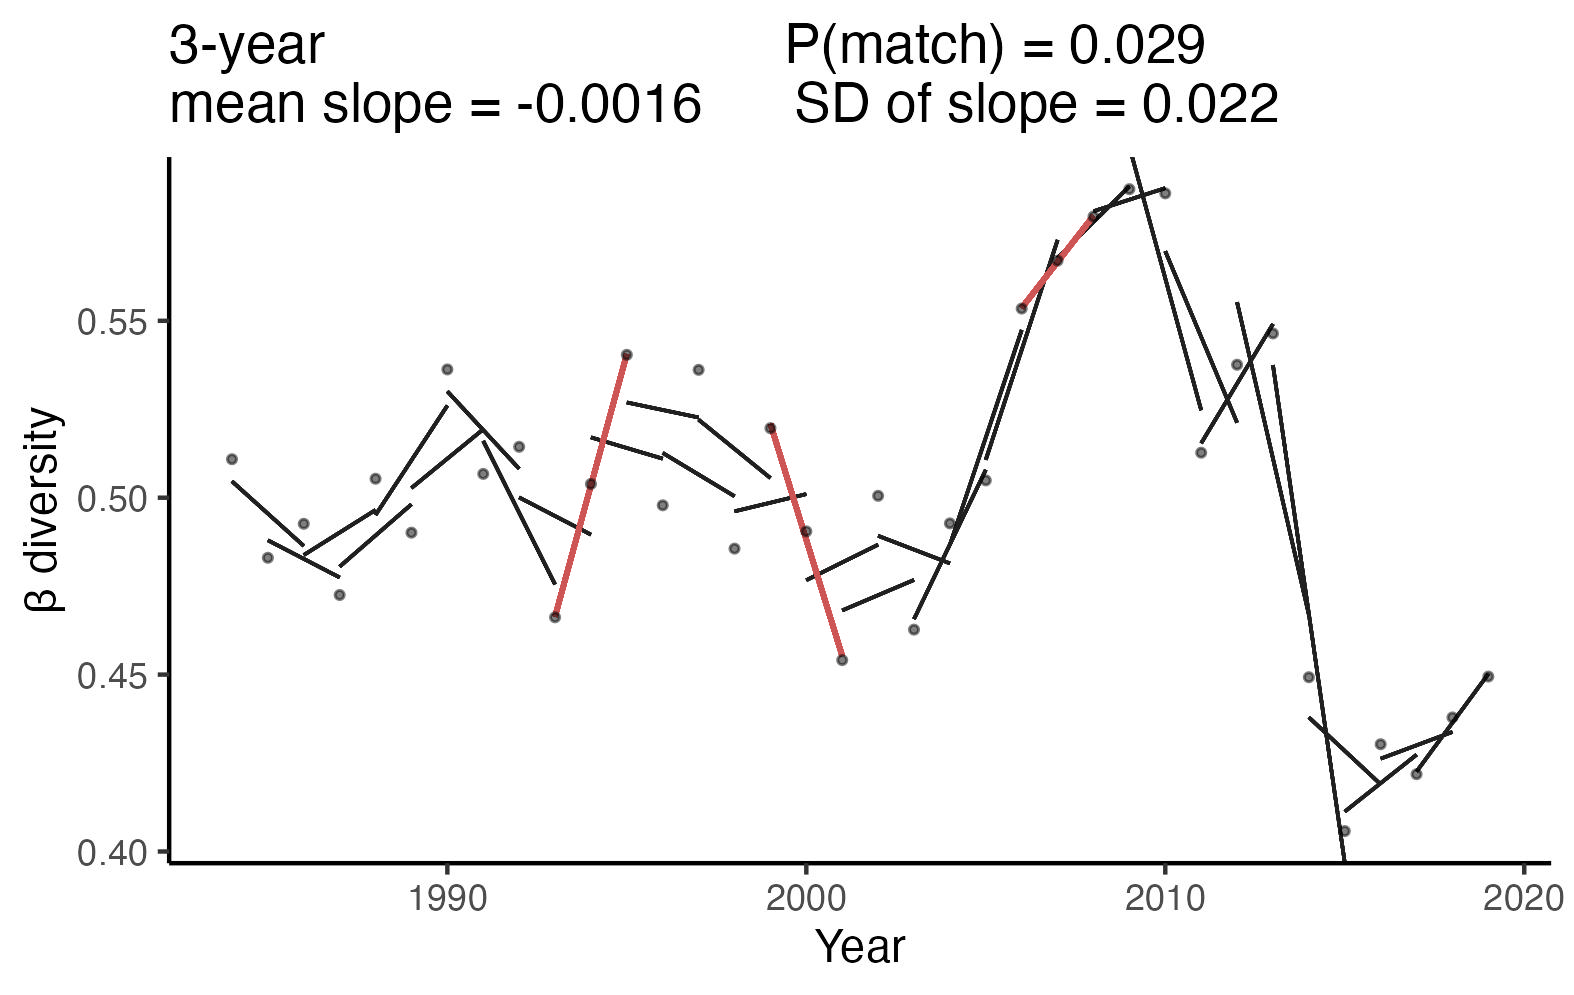 3-year P(match) = 0.029
mean slope = -0.0016 SD of slope = 0.022
β diversity
0.55
0.50
0.45
0.40
1990 2000 2010 2020
Year